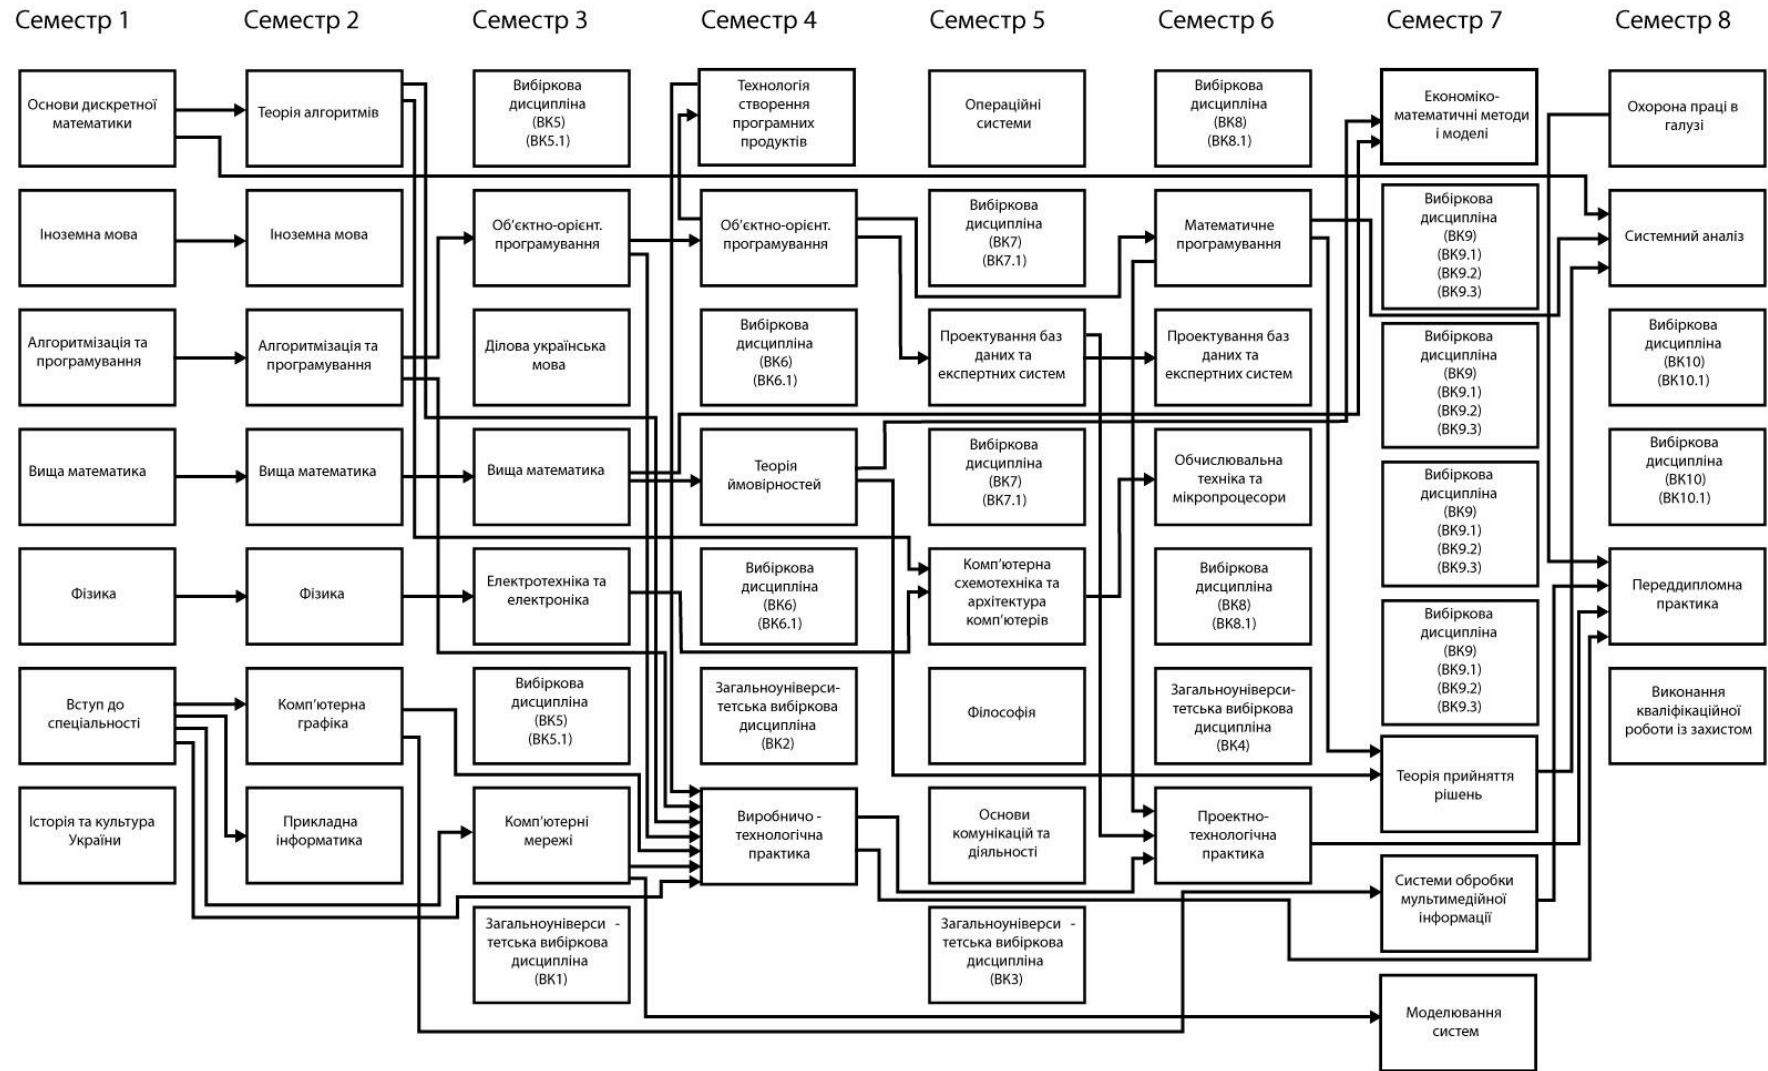 Семестр 1
Семестр 2
Семестр 3
Семестр 4
Семестр 5
Семестр 6
Семестр 7
Семестр 8
Основи дискретної
математики
Іноземна мова
Алгоритмізація та
програмування
Вища математика
Фізика
Вступ до
спеціальності
Історія та культура
України
Теорія алгоритмів
Іноземна мова
Алгоритмізація та
програмування
Вища математика
Фізика
Комп'ютерна
графіка
Прикладна
інформатика
Вибіркова
дисципліна
(ВК5)
(ВК5.1)
Об'єктно-орієнт.
програмування
Ділова українська
мова
Вища математика
Електротехніка та
електроніка
Вибіркова
дисципліна
(ВК5)
(ВК5.1)
Комп'ютерні
мережі
Загальноуніверси -
тетська вибіркова
дисципліна
(ВК1)
Технологія
створення
програмних
продуктів
Об'єктно-орієнт.
програмування
Вибіркова
дисципліна
(ВК6)
(ВК6.1)
Теорія
ймовірностей
Вибіркова
дисципліна
(ВК6)
(ВК6.1)
Загальноуніверси-
тетська вибіркова
дисципліна
(ВК2)
Виробничо -
технологічна
практика
Операційні
системи
Вибіркова
дисципліна
(ВК7)
(ВК7.1)
Проектування баз
даних та
експертних систем
Вибіркова
дисципліна
(ВК7)
(ВК7.1)
Комп'ютерна
схемотехніка та
архітектура
комп'ютерів
Філософія
Основи
комунікацій та
діяльності
Загальноуніверси -
тетська вибіркова
дисципліна
(ВК3)
Вибіркова
дисципліна
(ВК8)
(ВК8.1)
Математичне
програмування
Проектування баз
даних та
експертних систем
Обчислювальна
техніка та
мікропроцесори
Вибіркова
дисципліна
(ВК8)
(ВК8.1)
Загальноуніверси-
тетська вибіркова
дисципліна
(ВК4)
Проектно-
технологічна
практика
Економіко-
математичні методи
і моделі
Вибіркова
дисципліна
(ВК9)
(ВК9.1)
(ВК9.2)
(ВК9.3)
Вибіркова
дисципліна
(ВК9)
(ВК9.1)
(ВК9.2)
(ВК9.3)
Вибіркова
дисципліна
(ВК9)
(ВК9.1)
(ВК9.2)
(ВК9.3)
Вибіркова
дисципліна
(ВК9)
(ВК9.1)
(ВК9.2)
(ВК9.3)
Теорія прийняття
рішень
Системи обробки
мультимедійної
інформації
Моделювання
систем
Охорона праці в
галузі
Системний аналіз
Вибіркова
дисципліна
(ВК10)
(ВК10.1)
Вибіркова
дисципліна
(ВК10)
(ВК10.1)
Переддипломна
практика
Виконання
кваліфікаційної
роботи із захистом